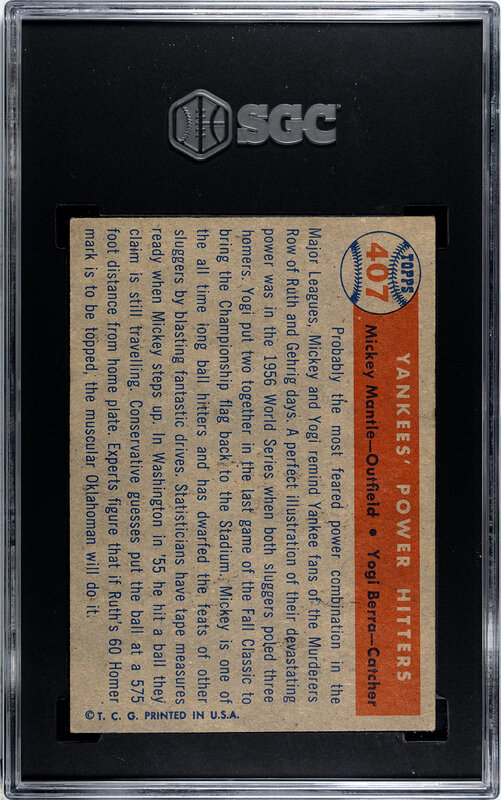 SGC
TOPPS
407
YANKEES' POWER HITTERS
Mickey Mantle—Outfield • Yogi Berra—Catcher
Probably the most feared power combination in the
Major Leagues, Mickey and Yogi remind Yankee fans of the Murderers
Row of Ruth and Gehrig days. A perfect illustration of their devastating
power was in the 1956 World Series when both sluggers poled three
homers. Yogi put two together in the last game of the Fall Classic to
bring the Championship flag back to the Stadium. Mickey is one of
the all time long ball hitters and has dwarfed the feats of other
sluggers by blasting fantastic drives. Statisticians have tape measures
ready when Mickey steps up. In Washington in '55 he hit a ball they
claim is still travelling. Conservative guesses put the ball at a 575
foot distance from home plate. Experts figure that if Ruth's 60 Homer
mark is to be topped, the muscular Oklahoman will do it.
© T. C. G. PRINTED IN U.S.A.